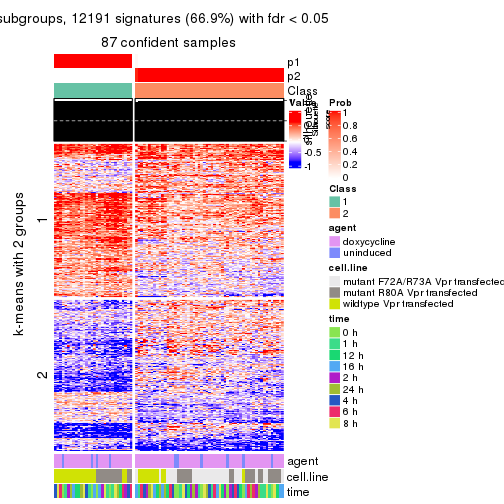 subgroups, 12191 signatures (66.9%) with fdr < 0.05
87 confident samples
p1
p2
Class
Value
-0.5
-1
Prob
1
0.8
0.6
0.4
0.2
0
Class
1
2
agent
doxycycline
uninduced
cell.line
mutant F72A/R73A Vpr transfected
mutant R80A Vpr transfected
wildtype Vpr transfected
time
0 h
1 h
12 h
16 h
2 h
24 h
4 h
6 h
8 h
k-means with 2 groups
1
2
agent
cell.line
time